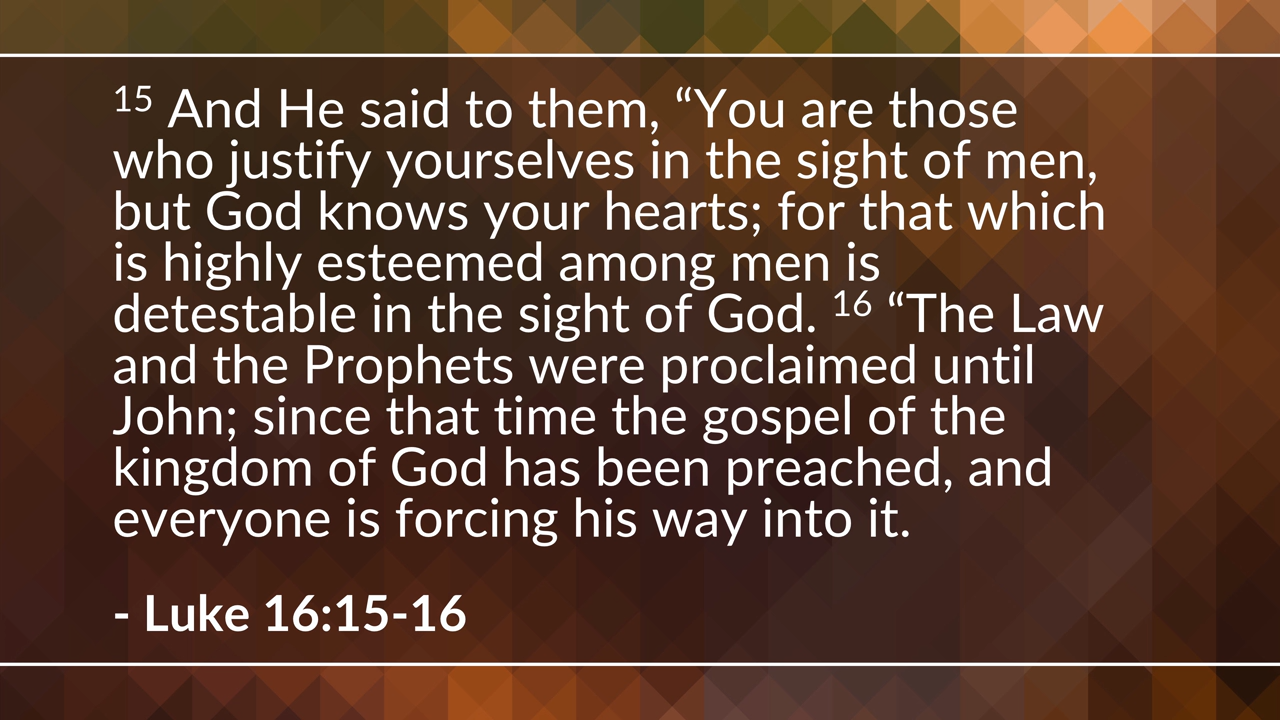 15 And He said to them, “You are those
who justify yourselves in the sight of men,
but God knows your hearts; for that which
is highly esteemed among men is
detestable in the sight of God. 16 “The Law
and the Prophets were proclaimed until
John; since that time the gospel of the
kingdom of God has been preached, and
everyone is forcing his way into it.
- Luke 16:15-16